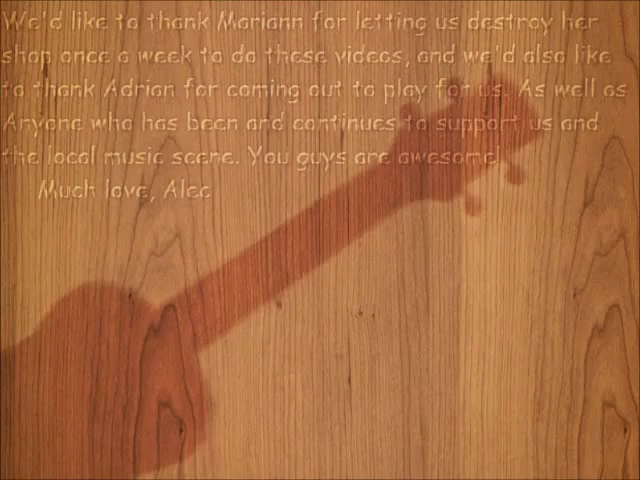 We'd like to thank Mariann for letting us destroy her
shop once a week to do these videos, and we'd also like
to thank Adrian for coming out to play for us. As well as
Anyone who has been and continues to support us and
the local music scene. You guys are awesome!
Much love, Alec